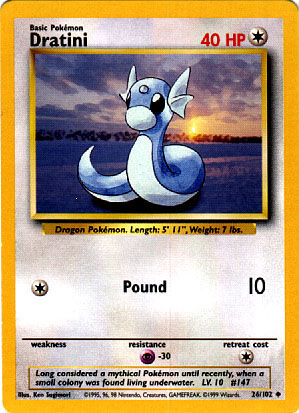 Basic Pokémon
Dratini 40 HP
Dragon Pokémon. Length: 5' 11", Weight: 7 lbs.
Pound 10
weakness resistance retreat cost
-30
Long considered a mythical Pokémon until recently, when a
small colony was found living underwater. LV. 10 #147
Illus. Ken Sugimori ©1995, 96, 98 Nintendo, Creatures, GAMEFREAK. ©1999 Wizards. 26/102